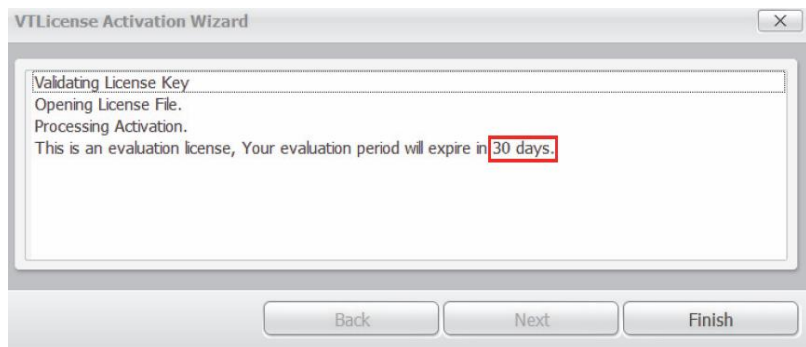 VTLicense Activation Wizard
Validating License Key
Opening License File.
Processing Activation.
This is an evaluation license, Your evaluation period will expire in 30 days.
Back Next Finish